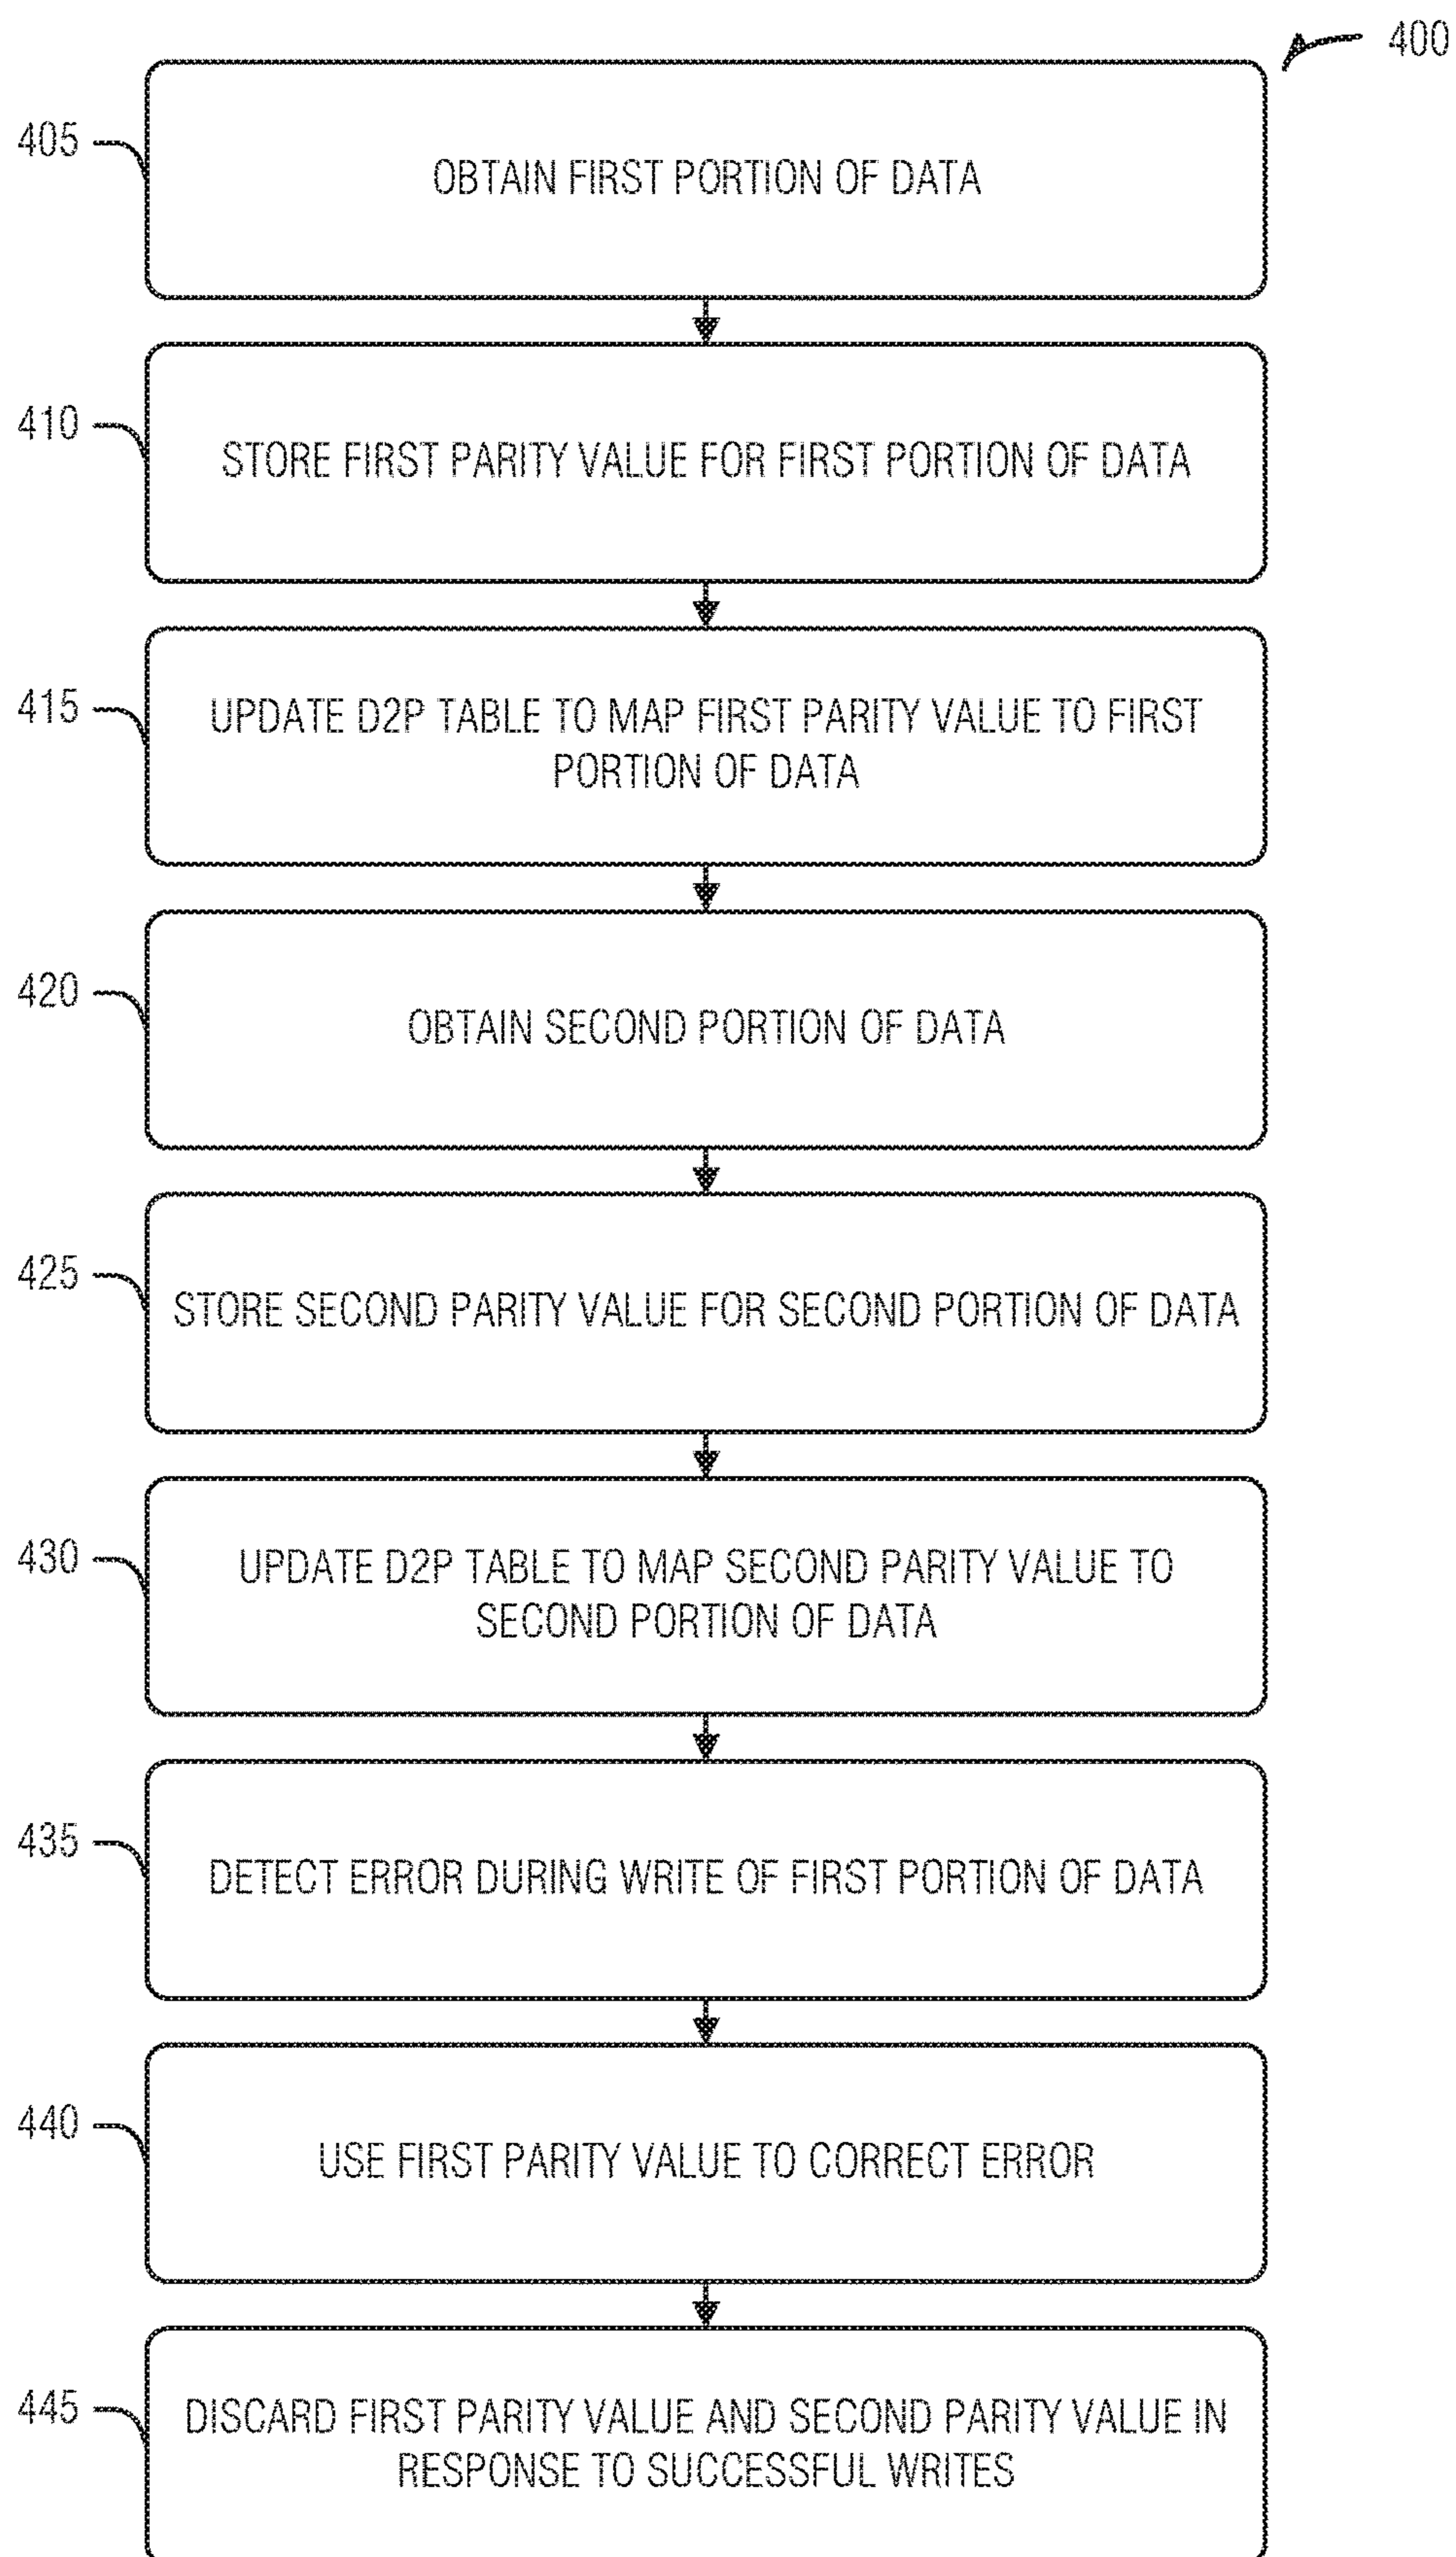 400
405
OBTAIN FIRST PORTION OF DATA
410
STORE FIRST PARITY VALUE FOR FIRST PORTION OF DATA
415
UPDATE D2P TABLE TO MAP FIRST PARITY VALUE TO FIRST
PORTION OF DATA
420
OBTAIN SECOND PORTION OF DATA
425
STORE SECOND PARITY VALUE FOR SECOND PORTION OF DATA
430
UPDATE D2P TABLE TO MAP SECOND PARITY VALUE TO
SECOND PORTION OF DATA
435
DETECT ERROR DURING WRITE OF FIRST PORTION OF DATA
440
USE FIRST PARITY VALUE TO CORRECT ERROR
445
DISCARD FIRST PARITY VALUE AND SECOND PARITY VALUE IN
RESPONSE TO SUCCESSFUL WRITES